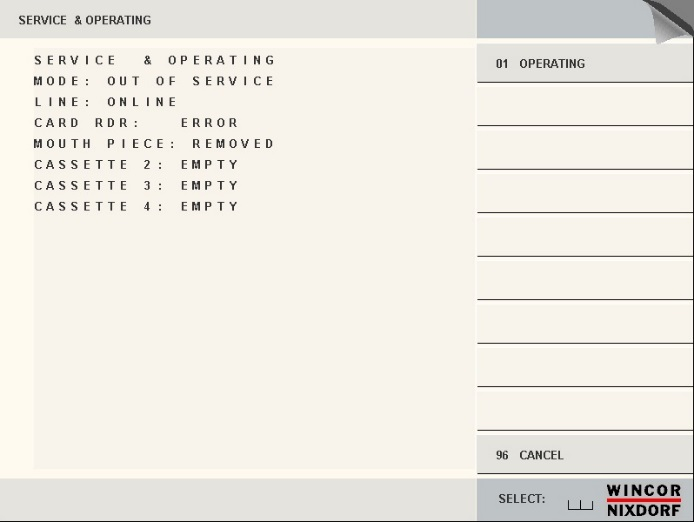 SERVICE & OPERATING
SERVICE & OPERATING
MODE: OUT OF SERVICE
LINE: ONLINE
CARD RDR: ERROR
MOUTH PIECE: REMOVED
CASSETTE 2: EMPTY
CASSETTE 3: EMPTY
CASSETTE 4: EMPTY
01 OPERATING
96 CANCEL
SELECT:
WINCOR
NIXDORF